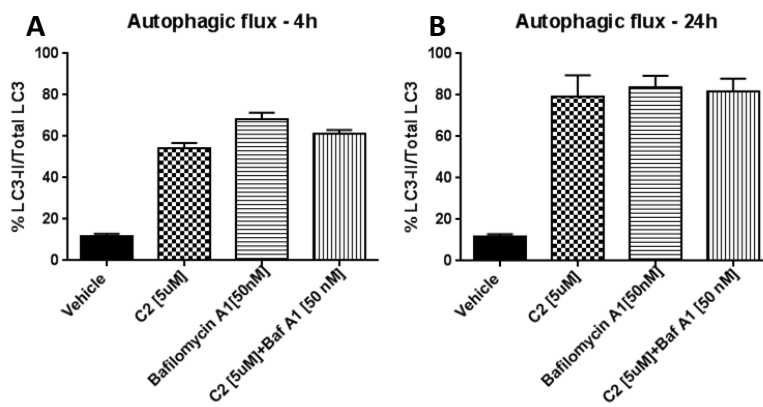 A
Autophagic flux - 4h
% LC3-II/Total LC3
100
80
60
40
20
0
Vehicle
C2 [5uM]
Bafilomycin A1[50nM]
C2 [5uM]+Baf A1 [50 nM]
B
Autophagic flux - 24h
% LC3-II/Total LC3
100
80
60
40
20
0
Vehicle
C2 [5uM]
Bafilomycin A1[50nM]
C2 [5uM]+Baf A1 [50 nM]